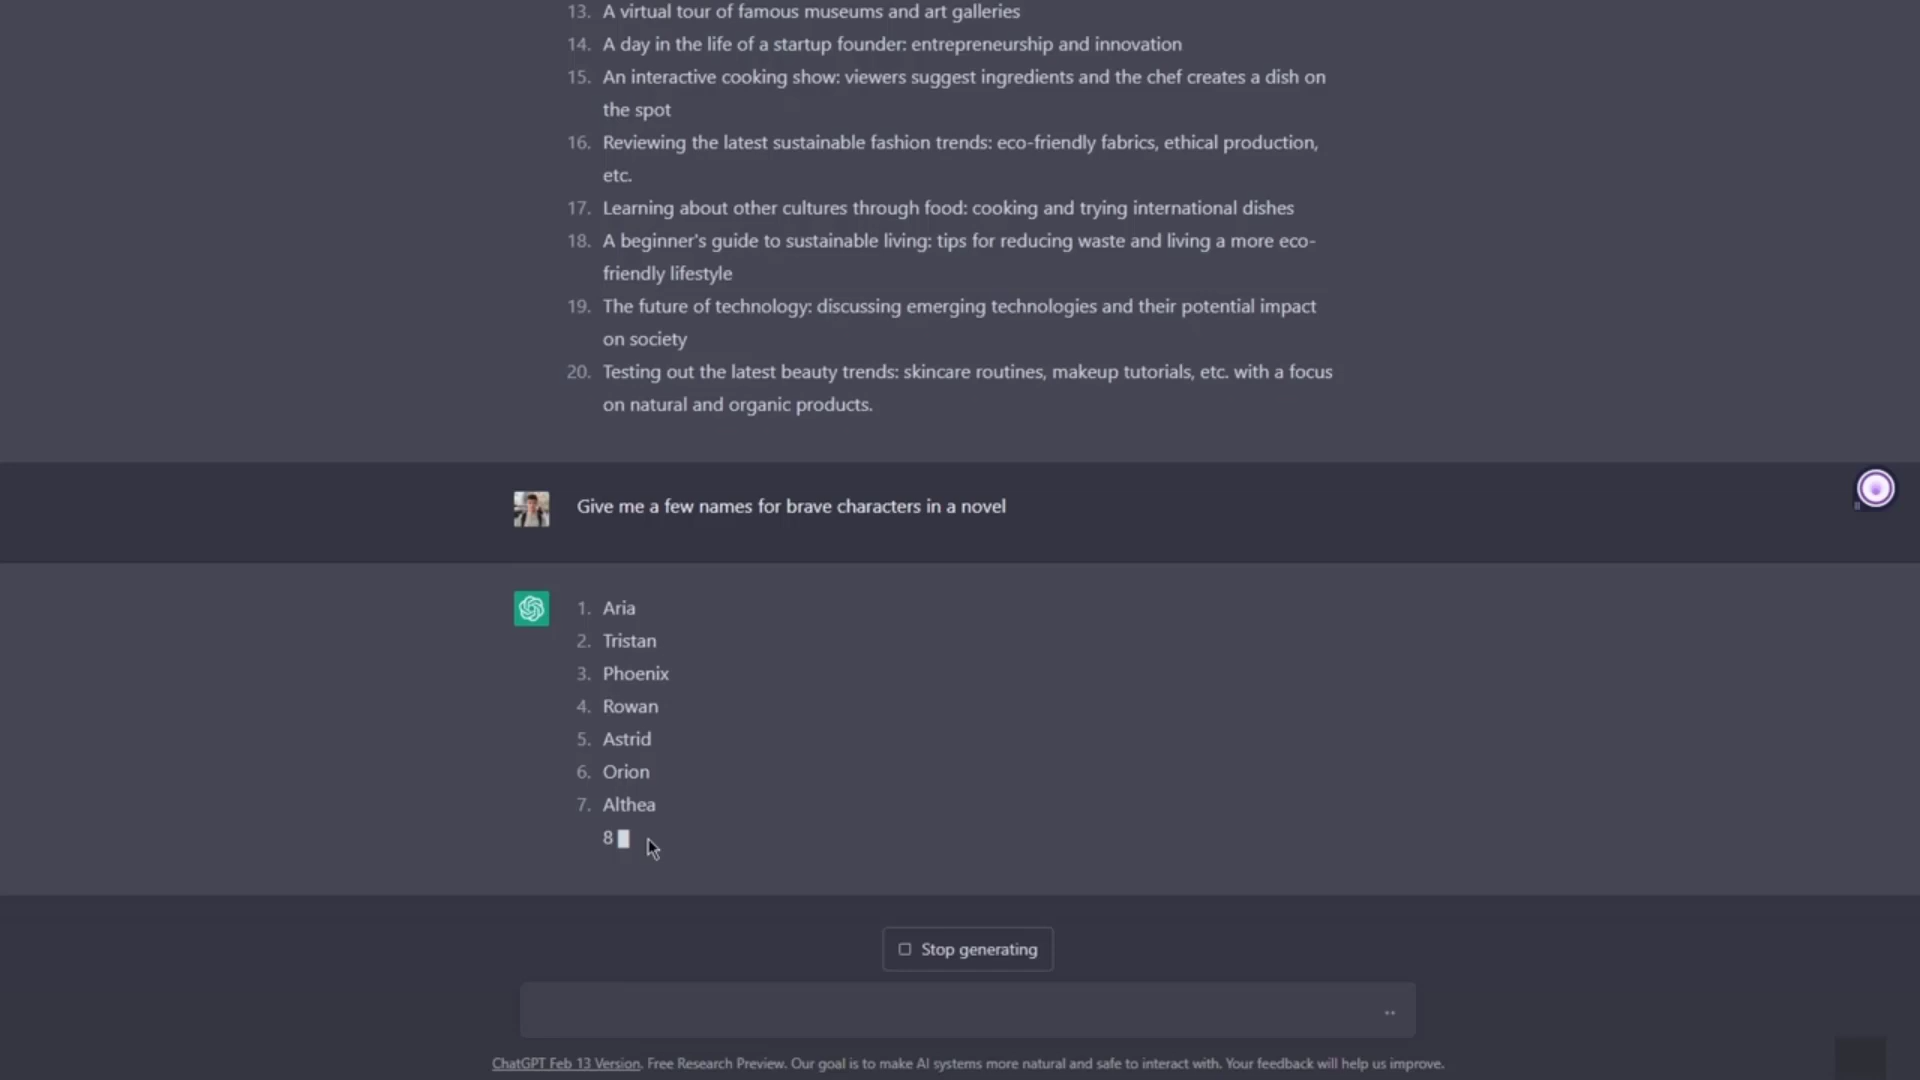 13. A virtual tour of famous museums and art galleries
14. A day in the life of a startup founder: entrepreneurship and innovation
15. An interactive cooking show: viewers suggest ingredients and the chef creates a dish on
the spot
16. Reviewing the latest sustainable fashion trends: eco-friendly fabrics, ethical production,
etc.
17. Learning about other cultures through food: cooking and trying international dishes
18. A beginner's guide to sustainable living: tips for reducing waste and living a more eco-
friendly lifestyle
19. The future of technology: discussing emerging technologies and their potential impact
on society
20. Testing out the latest beauty trends: skincare routines, makeup tutorials, etc. with a focus
on natural and organic products.
Give me a few names for brave characters in a novel
1. Aria
2. Tristan
3. Phoenix
4. Rowan
5. Astrid
6. Orion
7. Althea
8
Stop generating
ChatGPT Feb 13 Version. Free Research Preview. Our goal is to make AI systems more natural and safe to interact with. Your feedback will help us improve.